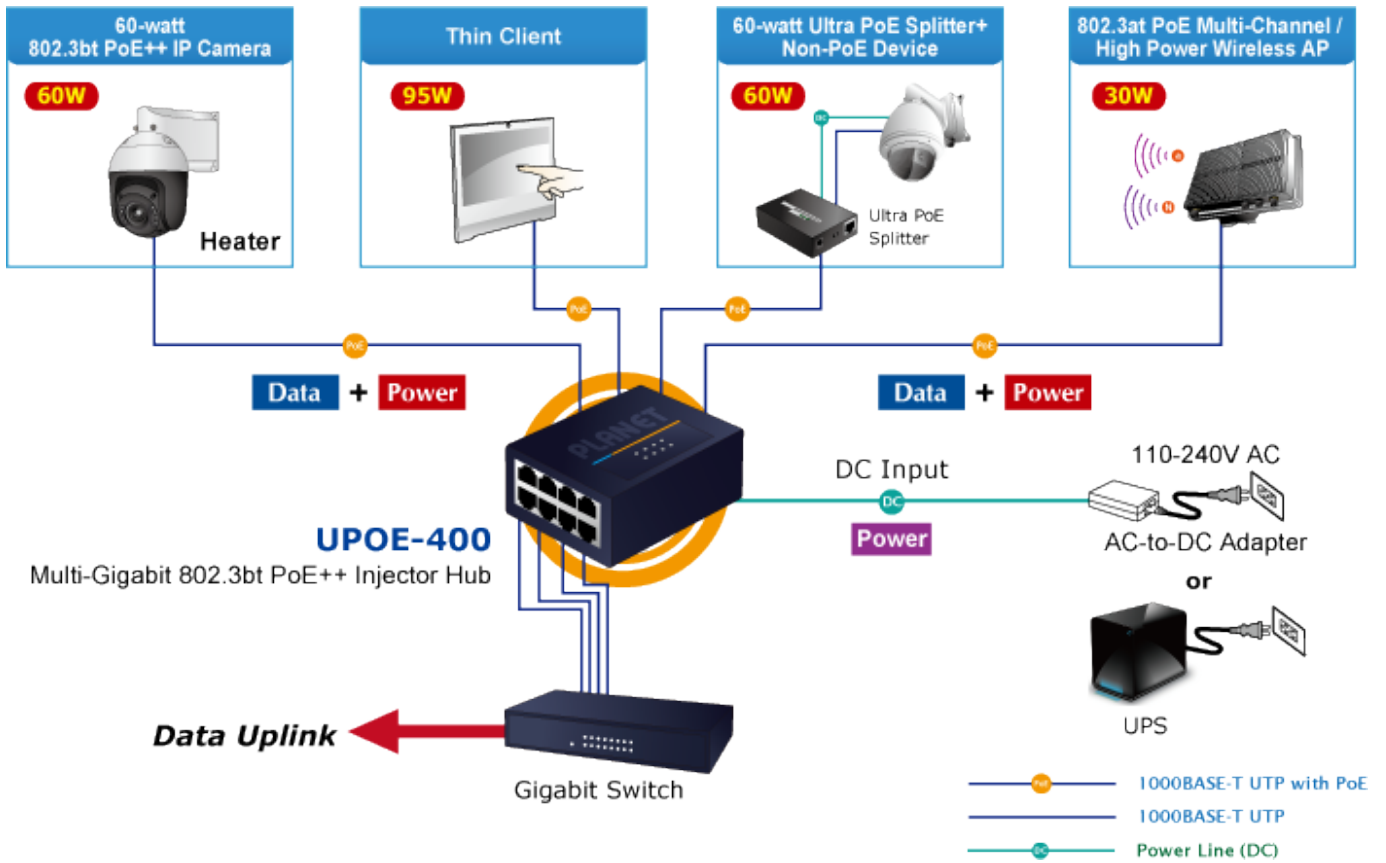 60-watt
802.3bt PoE++ IP Camera
60W
Heater
Thin Client
95W
60-watt Ultra PoE Splitter+
Non-PoE Device
60W
DC
Ultra PoE
Splitter
802.3at PoE Multi-Channel /
High Power Wireless AP
30W
N
PoE
PoE
PoE
PoE
Data + Power
Data + Power
PLANET
UPOE-400
Multi-Gigabit 802.3bt PoE++ Injector Hub
DC Input
DC
Power
110-240V AC
AC-to-DC Adapter
or
UPS
Data Uplink
Gigabit Switch
PoE
1000BASE-T UTP with PoE
1000BASE-T UTP
DC
Power Line (DC)